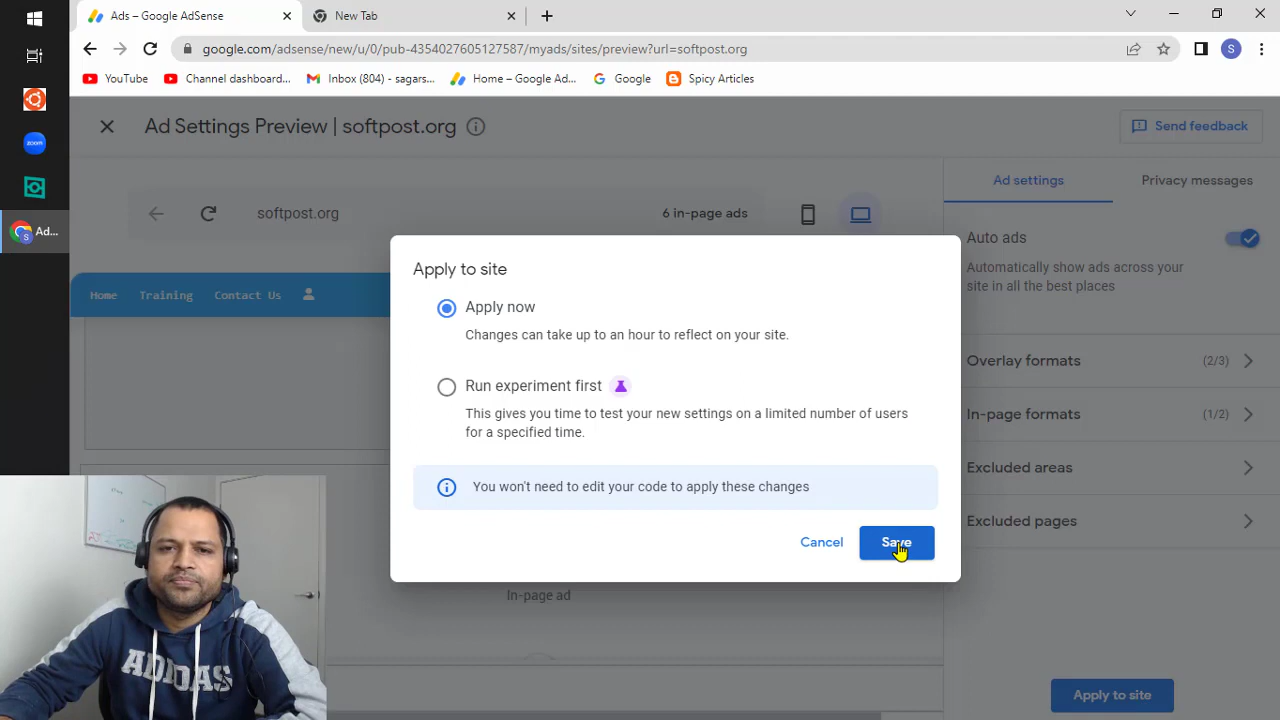 Ads – Google AdSense
New Tab
google.com/adsense/new/u/0/pub-4354027605127587/myads/sites/preview?url=softpost.org
S
YouTube
Channel dashboard...
Inbox (804) - sagars...
Home – Google Ad...
Google
Spicy Articles
zoom
Ad...
Ad Settings Preview | softpost.org
Send feedback
softpost.org
6 in-page ads
Ad settings
Privacy messages
Auto ads
Automatically show ads across your
site in all the best places
Home
Training
Contact Us
Apply to site
Apply now
Changes can take up to an hour to reflect on your site.
Run experiment first
This gives you time to test your new settings on a limited number of users
for a specified time.
You won't need to edit your code to apply these changes
Cancel
Save
Overlay formats
(2/3)
In-page formats
(1/2)
Excluded areas
Excluded pages
In-page ad
Apply to site
ADIDAS